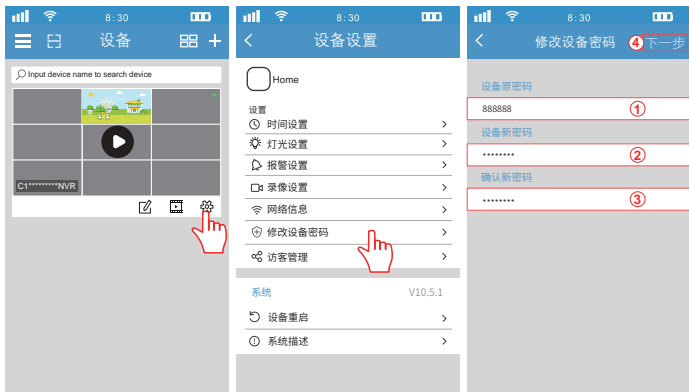 8:30
设备
Input device name to search device
C1*********NVR
8:30
设备设置
Home
设置
时间设置
灯光设置
报警设置
录像设置
网络信息
修改设备密码
访客管理
系统 V10.5.1
设备重启
系统描述
8:30
修改设备密码 ④下一步
设备原密码
888888 ①
设备新密码
******** ②
确认新密码
******** ③